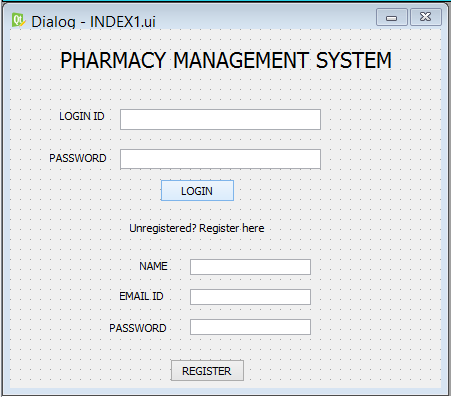 Dialog - INDEX1.ui
PHARMACY MANAGEMENT SYSTEM
LOGIN ID
PASSWORD
LOGIN
Unregistered? Register here
NAME
EMAIL ID
PASSWORD
REGISTER